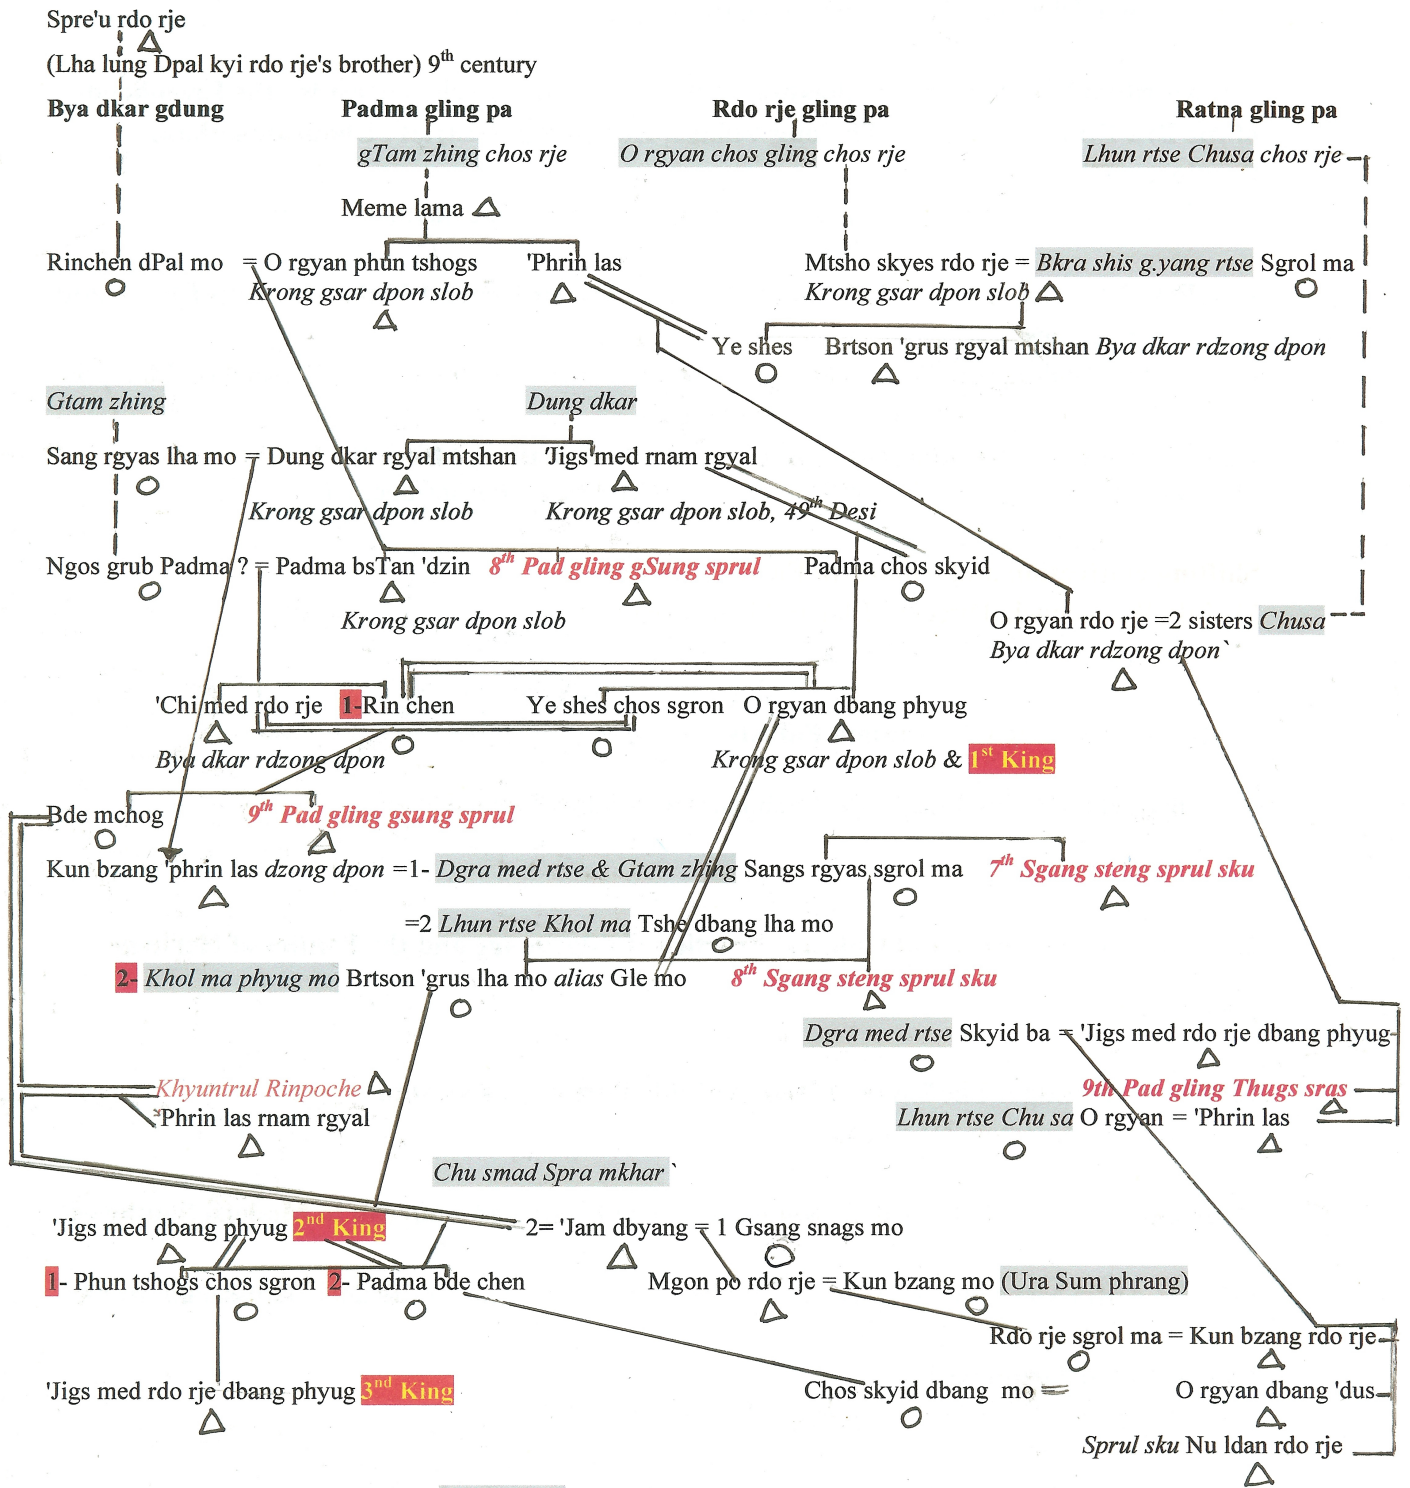 Spre'u rdo rje
(Lha lung Dpal kyi rdo rje's brother) 9th century
Bya dkar gdung Padma gling pa Rdo rje gling pa Ratna gling pa
gTam zhing chos rje O rgyan chos gling chos rje Lhun rtse Chusa chos rje
Meme lama
Rinchen dPal mo = O rgyan phun tshogs 'Phrin las Mtsho skyes rdo rje = Bkra shis g.yang rtse Sgrol ma
Krong gsar dpon slob Krong gsar dpon slob
Ye shes Brtson 'grus rgyal mtshan Bya dkar rdzong dpon
Gtam zhing Dung dkar
Sang rgyas lha mo = Dung dkar rgyal mtshan 'Jigs med rnam rgyal
Krong gsar dpon slob Krong gsar dpon slob, 49th Desi
Ngos grub Padma ? = Padma bsTan 'dzin 8th Pad gling gSung sprul Padma chos skyid
Krong gsar dpon slob O rgyan rdo rje =2 sisters Chusa
Bya dkar rdzong dpon`
'Chi med rdo rje 1-Rin chen Ye shes chos sgron O rgyan dbang phyug
Bya dkar rdzong dpon Krong gsar dpon slob & 1st King
Bde mchog 9th Pad gling gsung sprul
Kun bzang 'phrin las dzong dpon =1- Dgra med rtse & Gtam zhing Sangs rgyas sgrol ma 7th Sgang steng sprul sku
=2 Lhun rtse Khol ma Tshe dbang lha mo
2- Khol ma phyug mo Brtson 'grus lha mo alias Gle mo 8th Sgang steng sprul sku
Dgra med rtse Skyid ba = 'Jigs med rdo rje dbang phyug
Khyuntrul Rinpoche 9th Pad gling Thugs sras
'Phrin las rnam rgyal Lhun rtse Chu sa O rgyan = 'Phrin las
Chu smad Spra mkhar `
'Jigs med dbang phyug 2nd King 2= 'Jam dbyang = 1 Gsang snags mo
1- Phun tshogs chos sgron 2- Padma bde chen Mgon po rdo rje = Kun bzang mo (Ura Sum phrang)
Rdo rje sgrol ma = Kun bzang rdo rje
'Jigs med rdo rje dbang phyug 3nd King Chos skyid dbang mo = O rgyan dbang 'dus
Sprul sku Nu ldan rdo rje